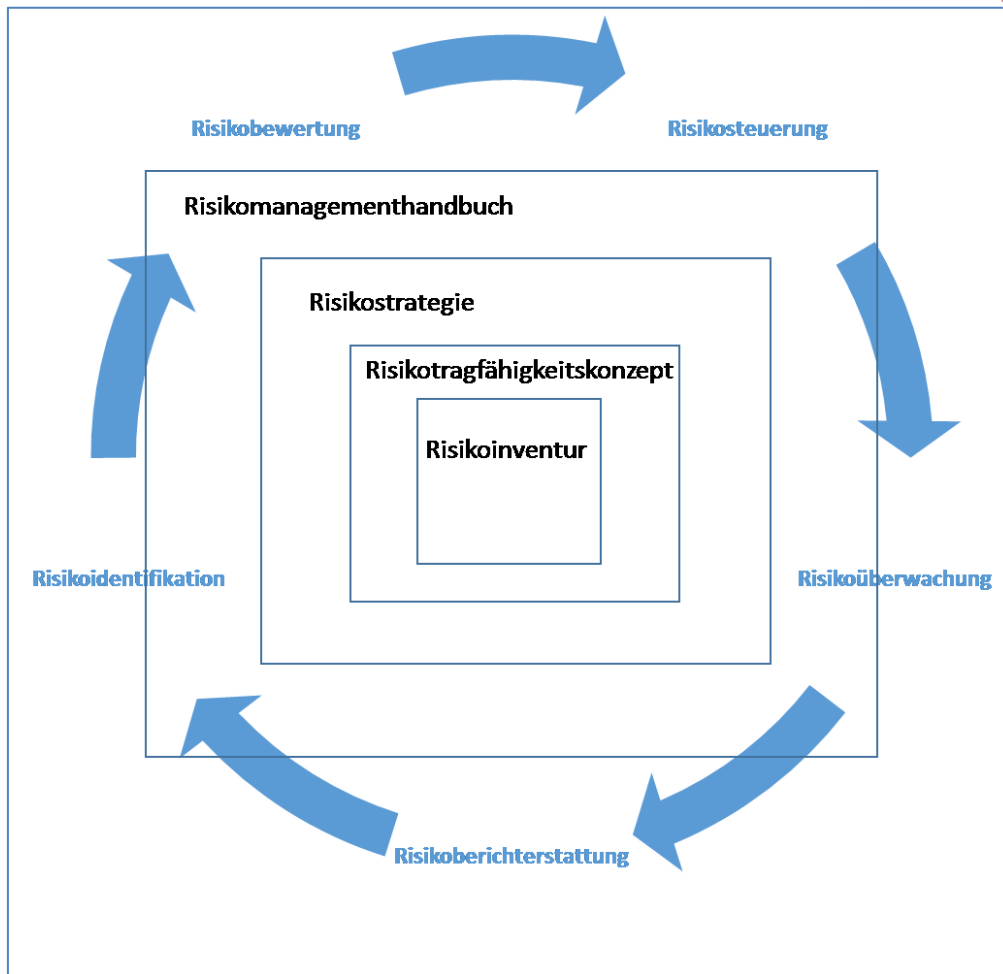 Risikobewertung
Risikosteuerung
Risikomanagementhandbuch
Risikostrategie
Risikotragfähigkeitskonzept
Risikoinventur
Risikoidentifikation
Risikoüberwachung
Risikoberichterstattung